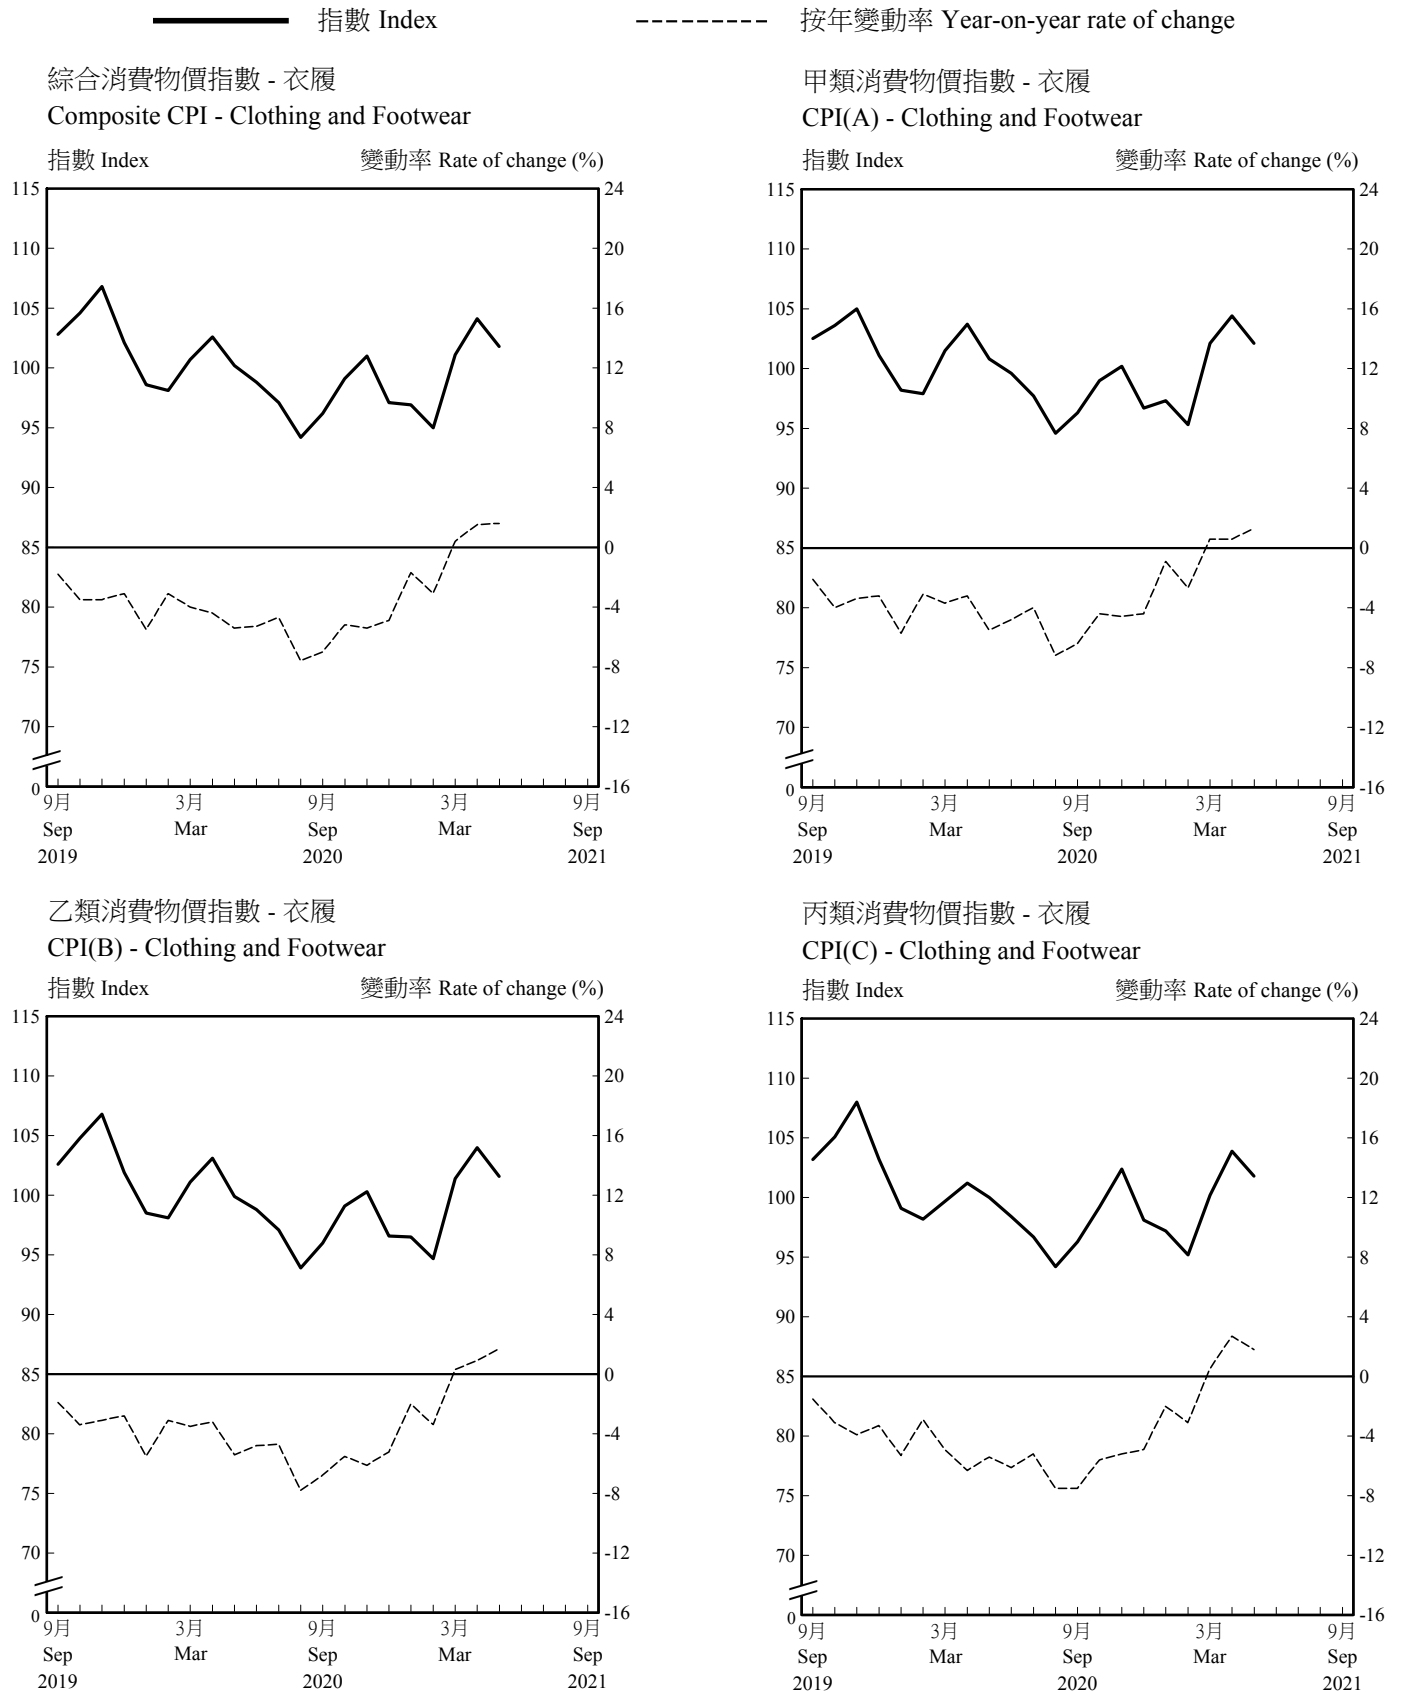 指數 Index
按年變動率 Year-on-year rate of change
綜合消費物價指數 - 衣履
Composite CPI - Clothing and Footwear
指數 Index
變動率 Rate of change (%)
115
110
105
100
95
90
85
80
75
70
0
24
20
16
12
8
4
0
-4
-8
-12
-16
9月 3月 9月 3月 9月
Sep Mar Sep Mar Sep
2019 2020 2021
甲類消費物價指數 - 衣履
CPI(A) - Clothing and Footwear
指數 Index
變動率 Rate of change (%)
115
110
105
100
95
90
85
80
75
70
0
24
20
16
12
8
4
0
-4
-8
-12
-16
9月 3月 9月 3月 9月
Sep Mar Sep Mar Sep
2019 2020 2021
乙類消費物價指數 - 衣履
CPI(B) - Clothing and Footwear
指數 Index
變動率 Rate of change (%)
115
110
105
100
95
90
85
80
75
70
0
24
20
16
12
8
4
0
-4
-8
-12
-16
9月 3月 9月 3月 9月
Sep Mar Sep Mar Sep
2019 2020 2021
丙類消費物價指數 - 衣履
CPI(C) - Clothing and Footwear
指數 Index
變動率 Rate of change (%)
115
110
105
100
95
90
85
80
75
70
0
24
20
16
12
8
4
0
-4
-8
-12
-16
9月 3月 9月 3月 9月
Sep Mar Sep Mar Sep
2019 2020 2021